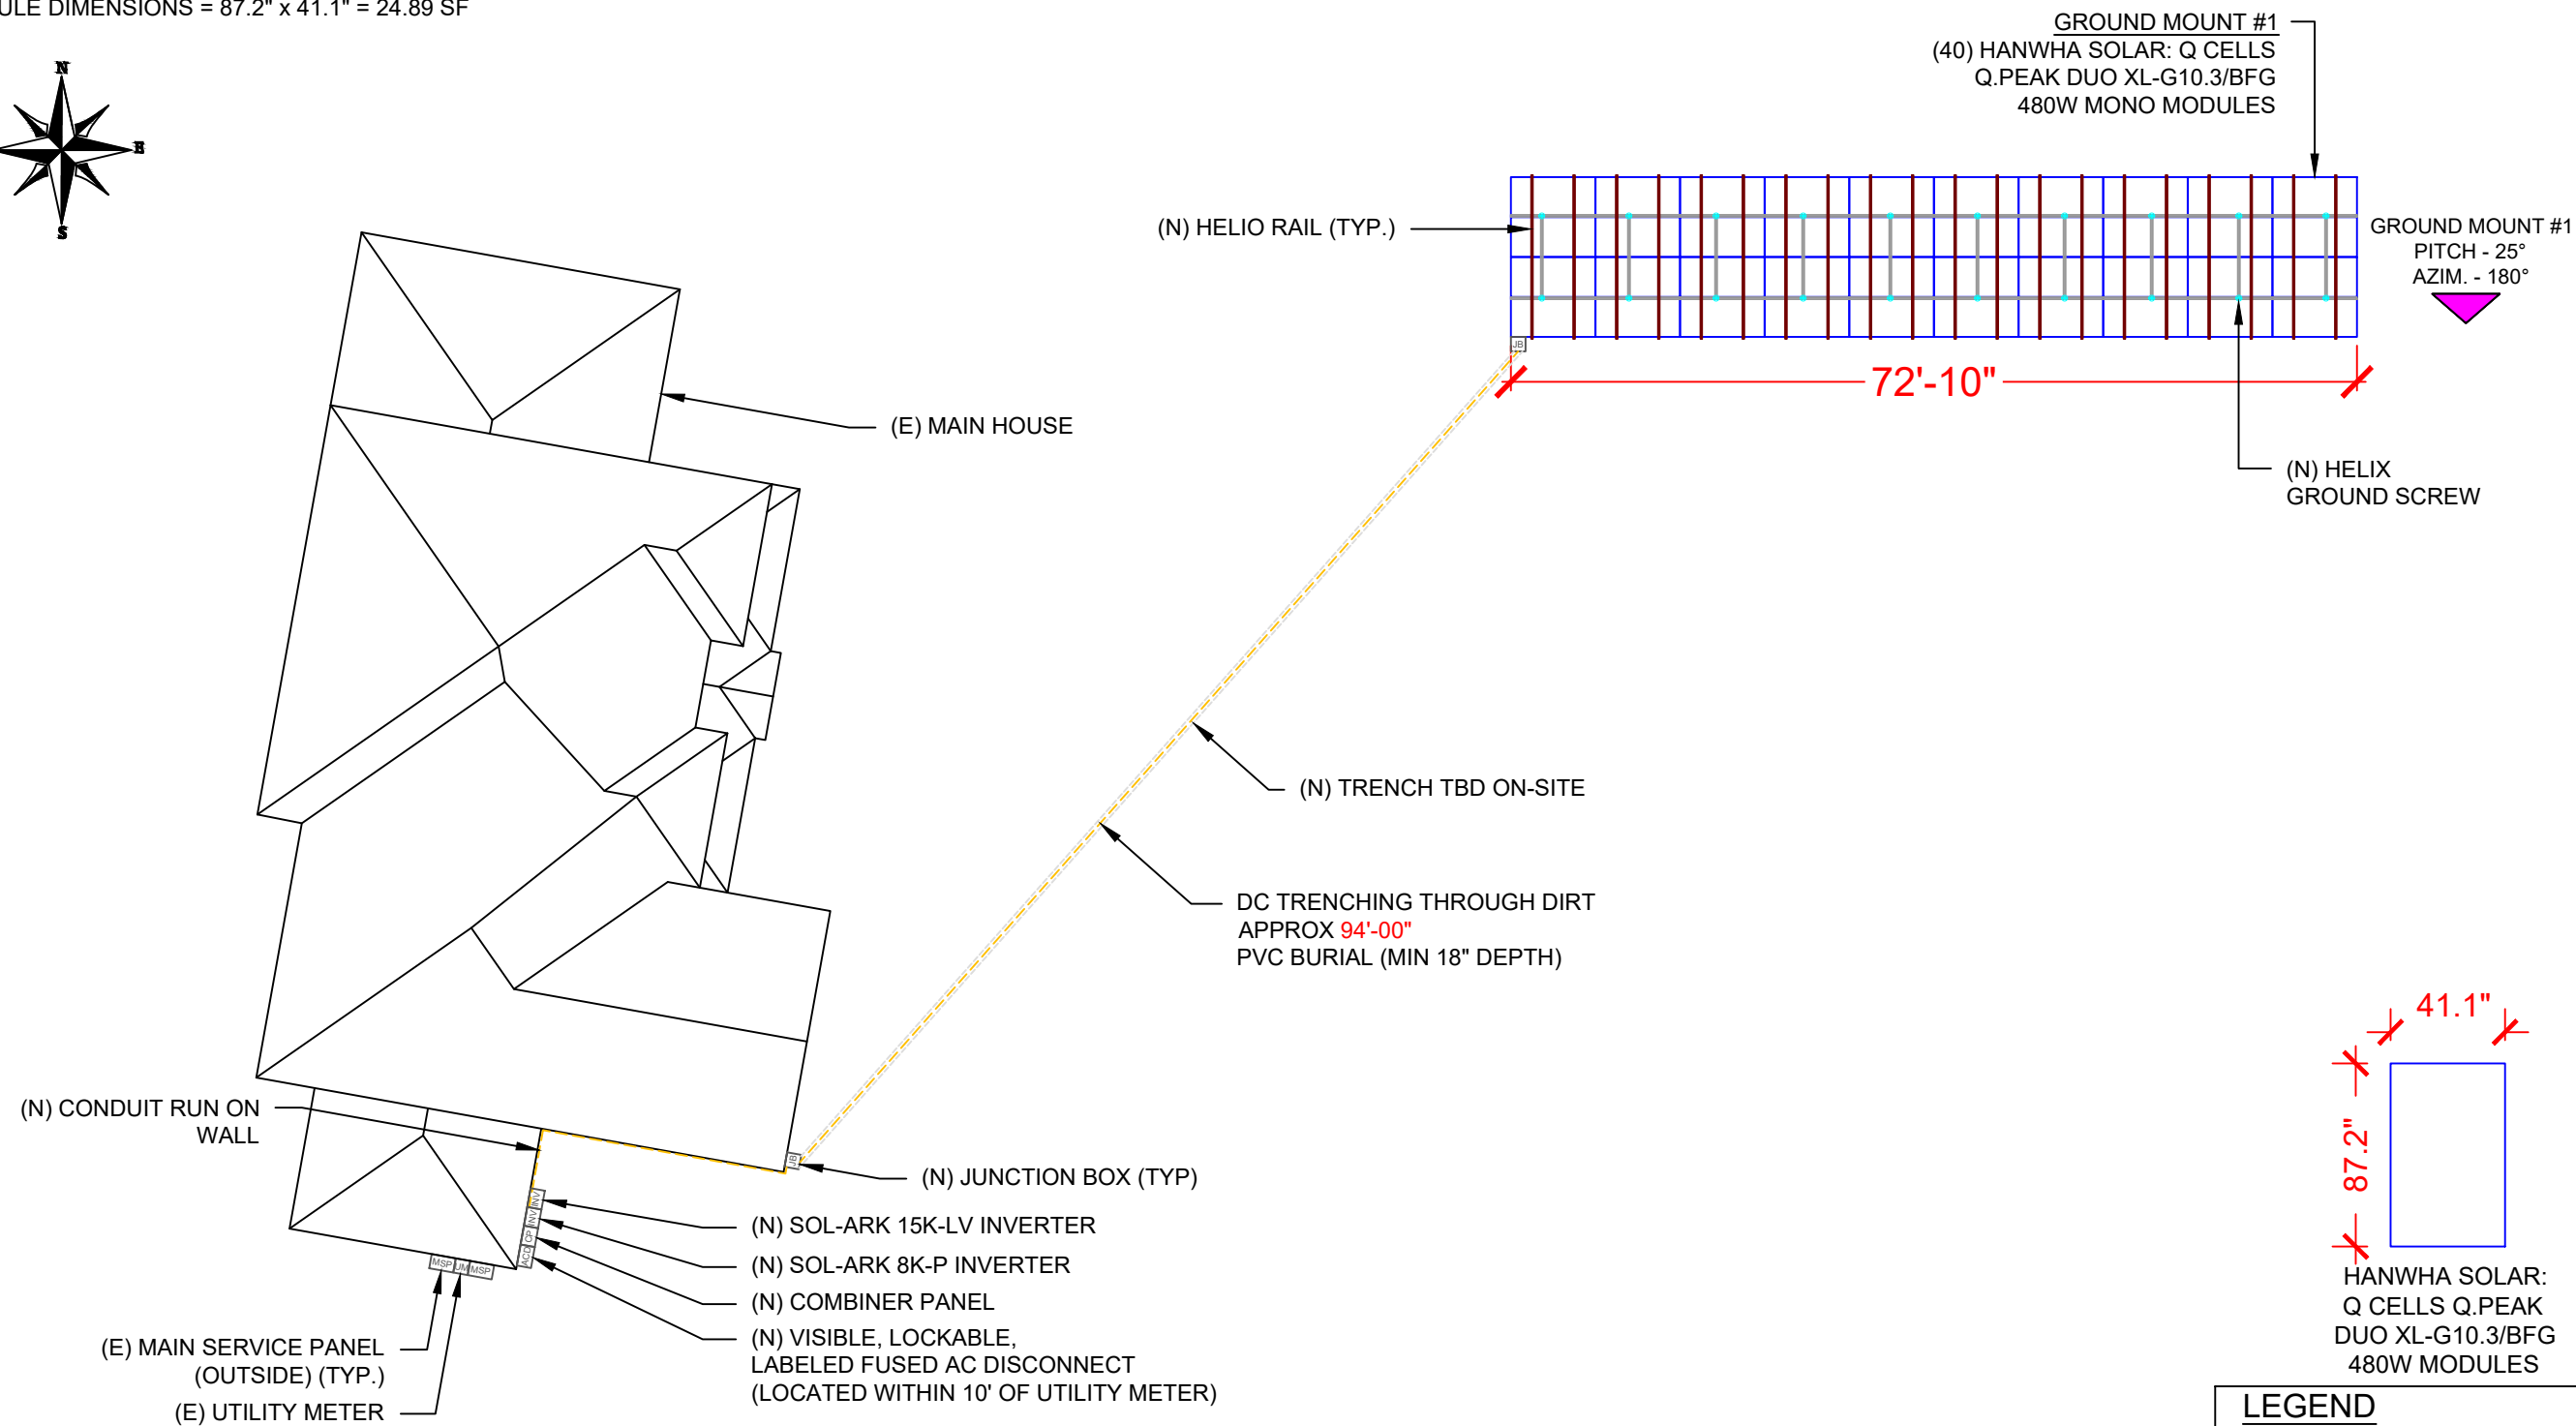 ULE DIMENSIONS = 87.2" x 41.1" = 24.89 SF
N
E
S
GROUND MOUNT #1
(40) HANWHA SOLAR: Q CELLS
Q.PEAK DUO XL-G10.3/BFG
480W MONO MODULES
(N) HELIO RAIL (TYP.)
GROUND MOUNT #1
PITCH - 25°
AZIM. - 180°
JB
72'-10"
(E) MAIN HOUSE
(N) HELIX
GROUND SCREW
(N) TRENCH TBD ON-SITE
DC TRENCHING THROUGH DIRT
APPROX 94'-00"
PVC BURIAL (MIN 18" DEPTH)
41.1"
87.2"
HANWHA SOLAR:
Q CELLS Q.PEAK
DUO XL-G10.3/BFG
480W MODULES
(N) CONDUIT RUN ON
WALL
JB
(N) JUNCTION BOX (TYP)
INV
INV
CP
ACD
(N) SOL-ARK 15K-LV INVERTER
(N) SOL-ARK 8K-P INVERTER
(N) COMBINER PANEL
(N) VISIBLE, LOCKABLE,
LABELED FUSED AC DISCONNECT
(LOCATED WITHIN 10' OF UTILITY METER)
MSP UM MSP
(E) MAIN SERVICE PANEL
(OUTSIDE) (TYP.)
(E) UTILITY METER
LEGEND